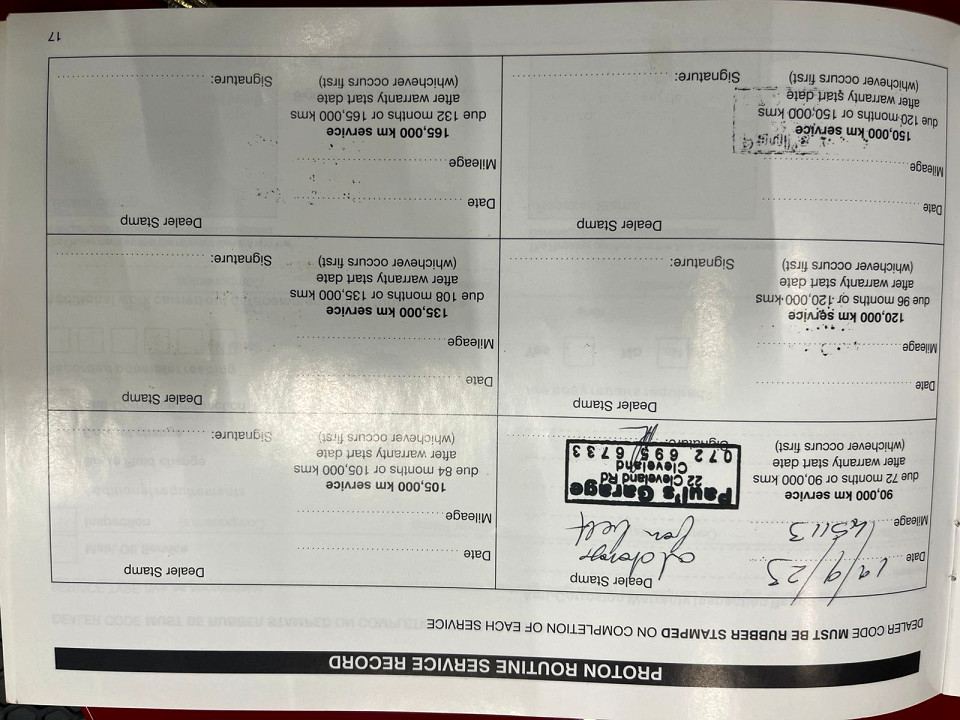 PROTON ROUTINE SERVICE RECORD
DEALER CODE MUST BE RUBBER STAMPED ON COMPLETION OF EACH SERVICE
Date
Mileage
90,000 km service
due 72 months or 90,000 kms
after warranty start date
(whichever occurs first)
Dealer Stamp
oil change
fan belt
Paul's Garage
22 Cleveland Rd
Cleveland
072 695 6733
Signature:
Dealer Stamp
Date
Mileage
105,000 km service
due 84 months or 105,000 kms
after warranty start date
(whichever occurs first)
Signature:
Dealer Stamp
Date
Mileage
120,000 km service
due 96 months or 120,000 kms
after warranty start date
(whichever occurs first)
Signature:
Dealer Stamp
Date
Mileage
135,000 km service
due 108 months or 135,000 kms
after warranty start date
(whichever occurs first)
Signature:
Dealer Stamp
Date
Mileage
150,000 km service
due 120 months or 150,000 kms
after warranty start date
(whichever occurs first)
Signature:
Dealer Stamp
Date
Mileage
165,000 km service
due 132 months or 165,000 kms
after warranty start date
(whichever occurs first)
Signature:
17